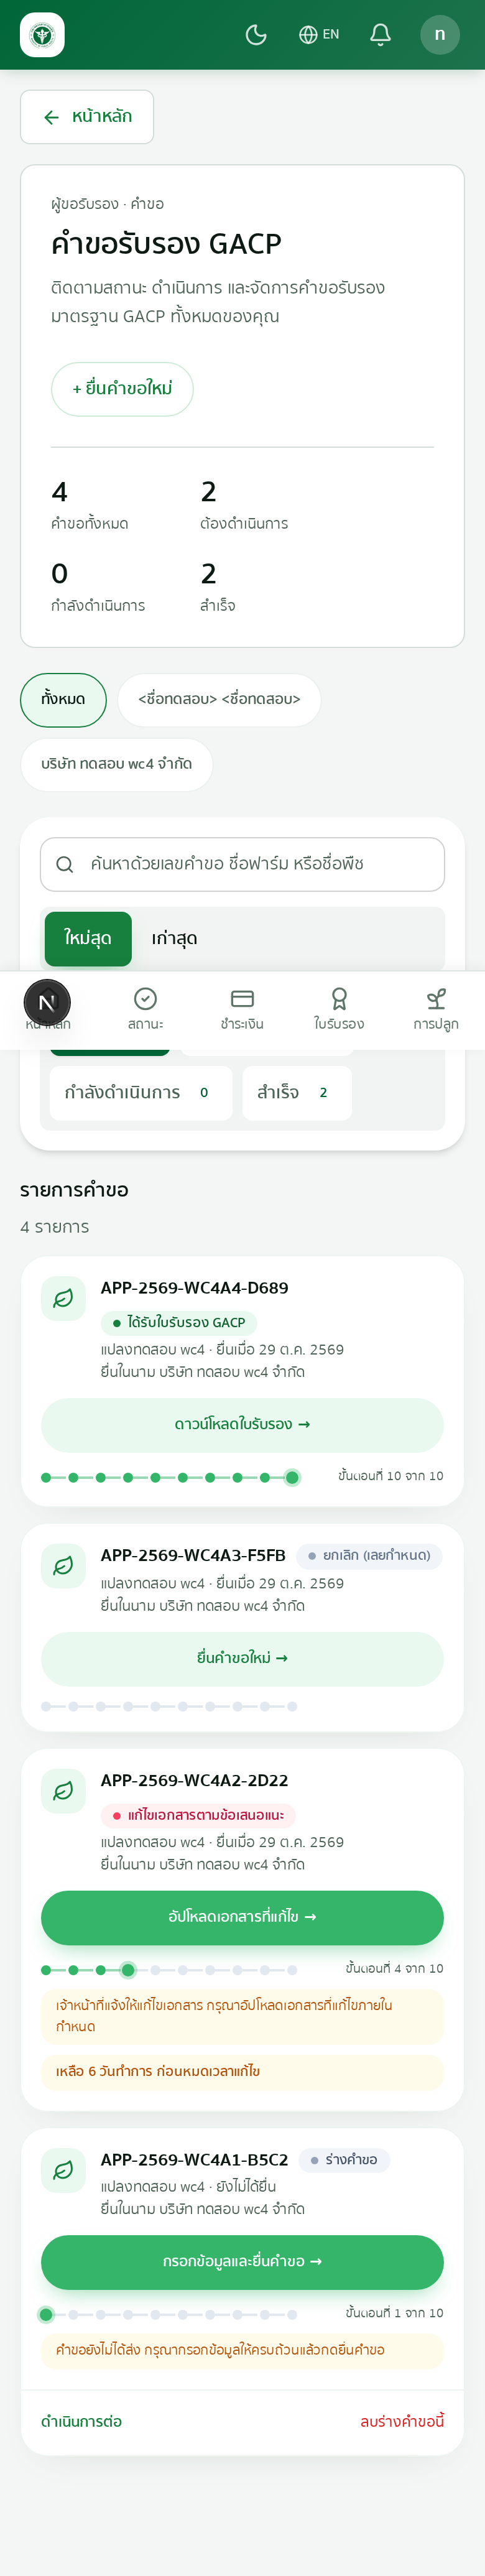 EN
ก
← หน้าหลัก
ผู้ขอรับรอง · คำขอ
คำขอรับรอง GACP
ติดตามสถานะ ดำเนินการ และจัดการคำขอรับรอง
มาตรฐาน GACP ทั้งหมดของคุณ
+ ยื่นคำขอใหม่
4 2
คำขอทั้งหมด ต้องดำเนินการ
0 2
กำลังดำเนินการ สำเร็จ
ทั้งหมด <ชื่อทดสอบ> <ชื่อทดสอบ>
บริษัท ทดสอบ wc4 จำกัด
ค้นหาด้วยเลขคำขอ ชื่อฟาร์ม หรือชื่อพืช
ใหม่สุด เก่าสุด
N
หน้าหลัก สถานะ ชำระเงิน ใบรับรอง การปลูก
กำลังดำเนินการ 0 สำเร็จ 2
รายการคำขอ
4 รายการ
APP-2569-WC4A4-D689
ได้รับใบรับรอง GACP
แปลงทดสอบ wc4 · ยื่นเมื่อ 29 ต.ค. 2569
ยื่นในนาม บริษัท ทดสอบ wc4 จำกัด
ดาวน์โหลดใบรับรอง →
ขั้นตอนที่ 10 จาก 10
APP-2569-WC4A3-F5FB ยกเลิก (เลยกำหนด)
แปลงทดสอบ wc4 · ยื่นเมื่อ 29 ต.ค. 2569
ยื่นในนาม บริษัท ทดสอบ wc4 จำกัด
ยื่นคำขอใหม่ →
APP-2569-WC4A2-2D22
แก้ไขเอกสารตามข้อเสนอแนะ
แปลงทดสอบ wc4 · ยื่นเมื่อ 29 ต.ค. 2569
ยื่นในนาม บริษัท ทดสอบ wc4 จำกัด
อัปโหลดเอกสารที่แก้ไข →
ขั้นตอนที่ 4 จาก 10
เจ้าหน้าที่แจ้งให้แก้ไขเอกสาร กรุณาอัปโหลดเอกสารที่แก้ไขภายใน
กำหนด
เหลือ 6 วันทำการ ก่อนหมดเวลาแก้ไข
APP-2569-WC4A1-B5C2 ร่างคำขอ
แปลงทดสอบ wc4 · ยังไม่ได้ยื่น
ยื่นในนาม บริษัท ทดสอบ wc4 จำกัด
กรอกข้อมูลและยื่นคำขอ →
ขั้นตอนที่ 1 จาก 10
คำขอยังไม่ได้ส่ง กรุณากรอกข้อมูลให้ครบถ้วนแล้วกดยื่นคำขอ
ดำเนินการต่อ ลบร่างคำขอนี้